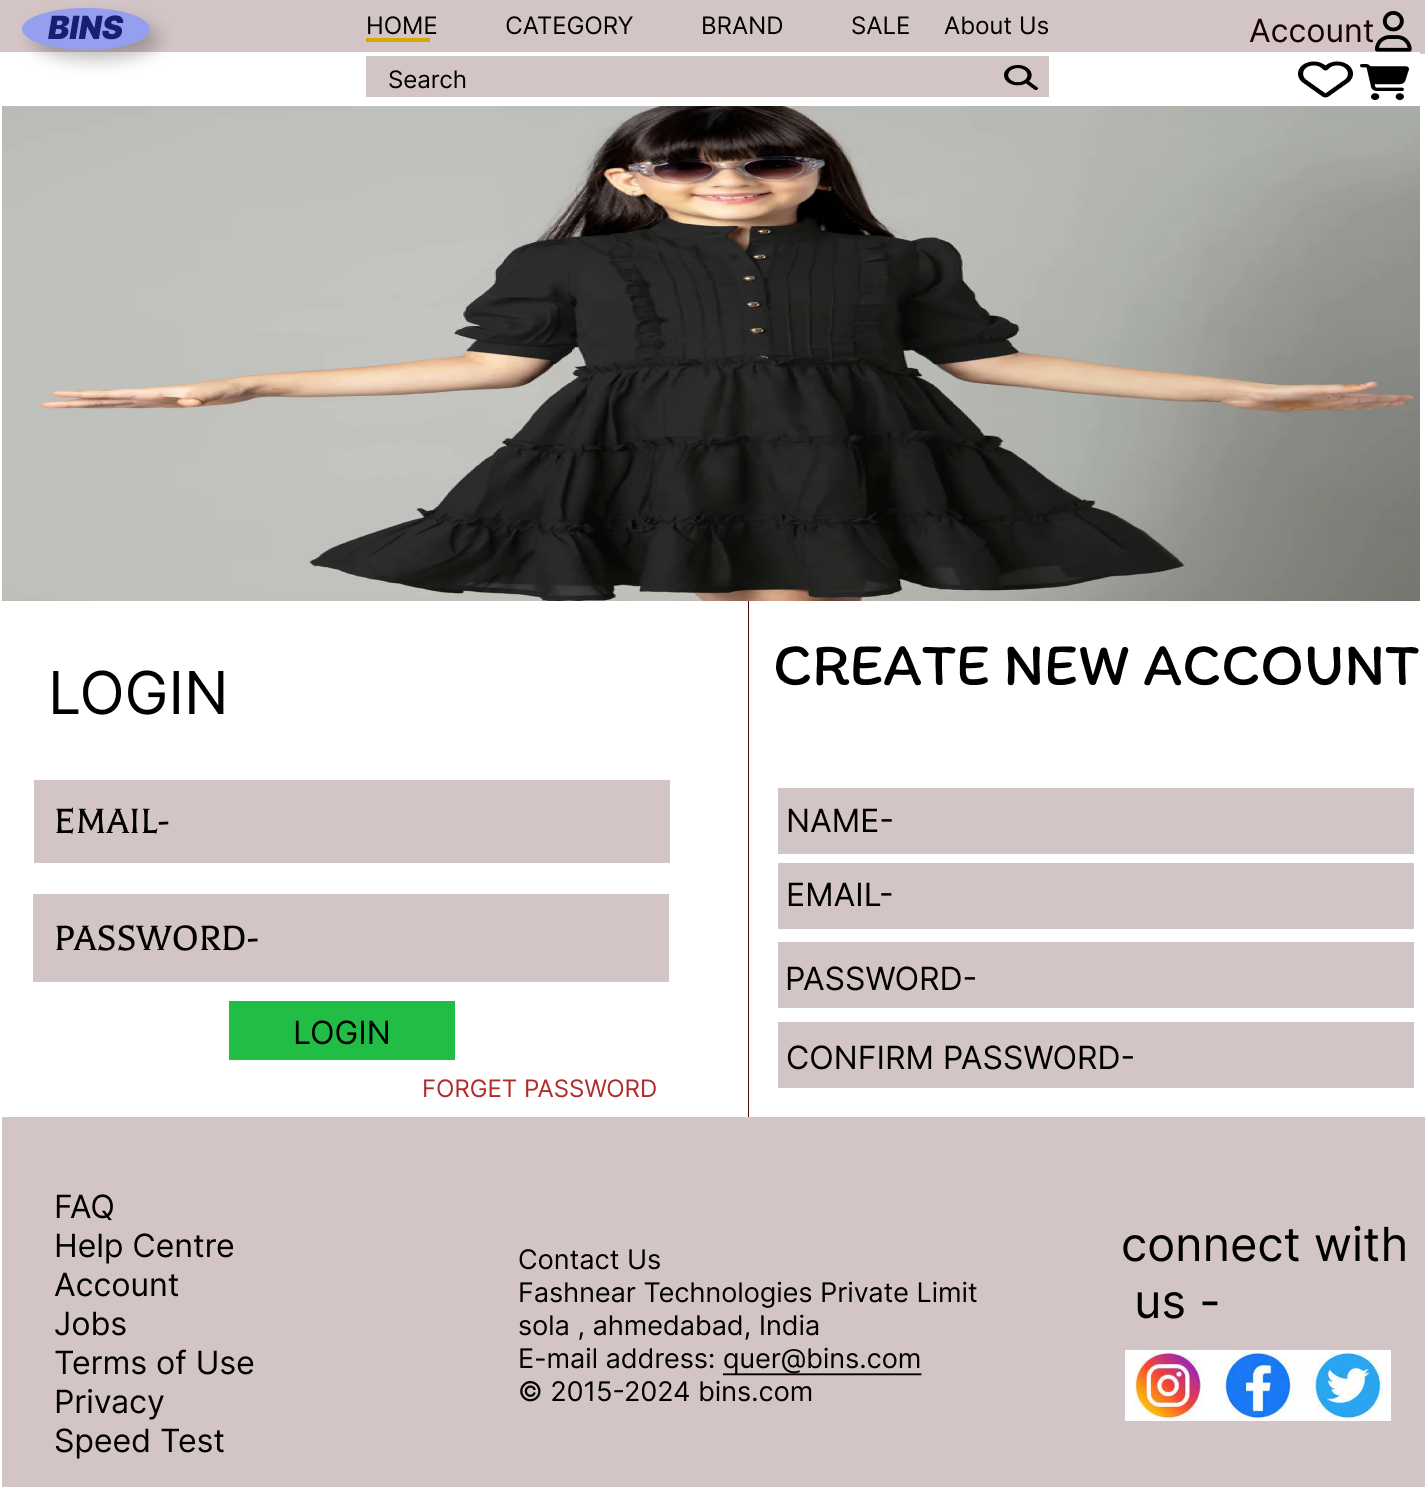 BINS
HOME CATEGORY BRAND SALE About Us
Account
Search
LOGIN
EMAIL-
PASSWORD-
LOGIN
FORGET PASSWORD
CREATE NEW ACCOUNT
NAME-
EMAIL-
PASSWORD-
CONFIRM PASSWORD-
FAQ
Help Centre
Account
Jobs
Terms of Use
Privacy
Speed Test
Contact Us
Fashnear Technologies Private Limit
sola , ahmedabad, India
E-mail address: quer@bins.com
© 2015-2024 bins.com
connect with
us -